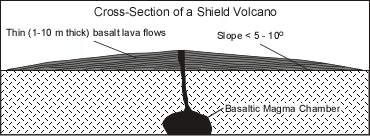 Cross-Section of a Shield Volcano
Thin (1-10 m thick) basalt lava flows
Slope < 5 - 10º
Basaltic Magma Chamber